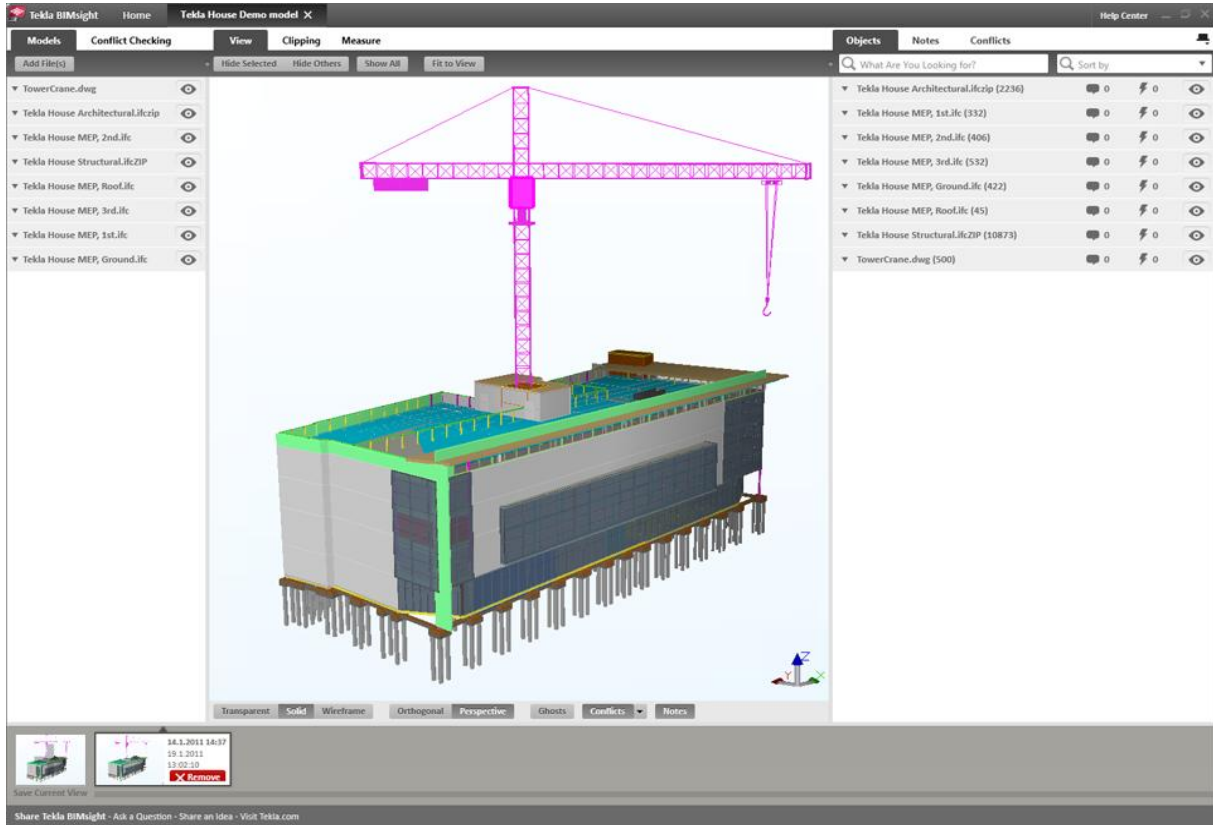 Tekla BIMsight Home Tekla House Demo model X Help Center
Models Conflict Checking View Clipping Measure Objects Notes Conflicts
Add File(s) Hide Selected Hide Others Show All Fit to View What Are You Looking for? Sort by
TowerCrane.dwg
Tekla House Architectural.ifczip
Tekla House MEP, 2nd.ifc
Tekla House Structural.ifcZIP
Tekla House MEP, Roof.ifc
Tekla House MEP, 3rd.ifc
Tekla House MEP, 1st.ifc
Tekla House MEP, Ground.ifc
Tekla House Architectural.ifczip (2236) 0 0
Tekla House MEP, 1st.ifc (332) 0 0
Tekla House MEP, 2nd.ifc (406) 0 0
Tekla House MEP, 3rd.ifc (532) 0 0
Tekla House MEP, Ground.ifc (422) 0 0
Tekla House MEP, Roof.ifc (45) 0 0
Tekla House Structural.ifcZIP (10873) 0 0
TowerCrane.dwg (500) 0 0
Z
Y X
Transparent Solid Wireframe Orthogonal Perspective Ghosts Conflicts Notes
14.1.2011 14:37
19.1.2011
13:02:10
X Remove
Save Current View
Share Tekla BIMsight - Ask a Question - Share an Idea - Visit Tekla.com